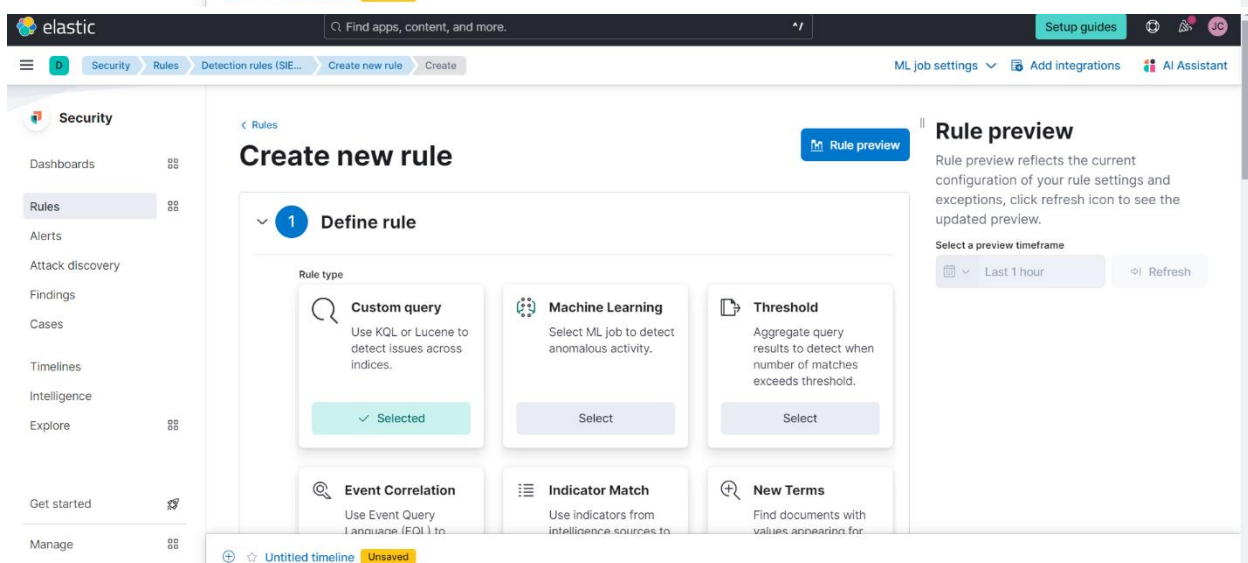 elastic
Find apps, content, and more.
^/
Setup guides
JC
D
Security
Rules
Detection rules (SIE...
Create new rule
Create
ML job settings
Add integrations
AI Assistant
Security
Dashboards
Rules
Alerts
Attack discovery
Findings
Cases
Timelines
Intelligence
Explore
Get started
Manage
< Rules
Create new rule
Rule preview
1
Define rule
Rule type
Custom query
Use KQL or Lucene to
detect issues across
indices.
Selected
Machine Learning
Select ML job to detect
anomalous activity.
Select
Threshold
Aggregate query
results to detect when
number of matches
exceeds threshold.
Select
Event Correlation
Use Event Query
Language (EQL) to
Indicator Match
Use indicators from
intelligence sources to
New Terms
Find documents with
values appearing for
Rule preview
Rule preview reflects the current
configuration of your rule settings and
exceptions, click refresh icon to see the
updated preview.
Select a preview timeframe
Last 1 hour
Refresh
Untitled timeline
Unsaved